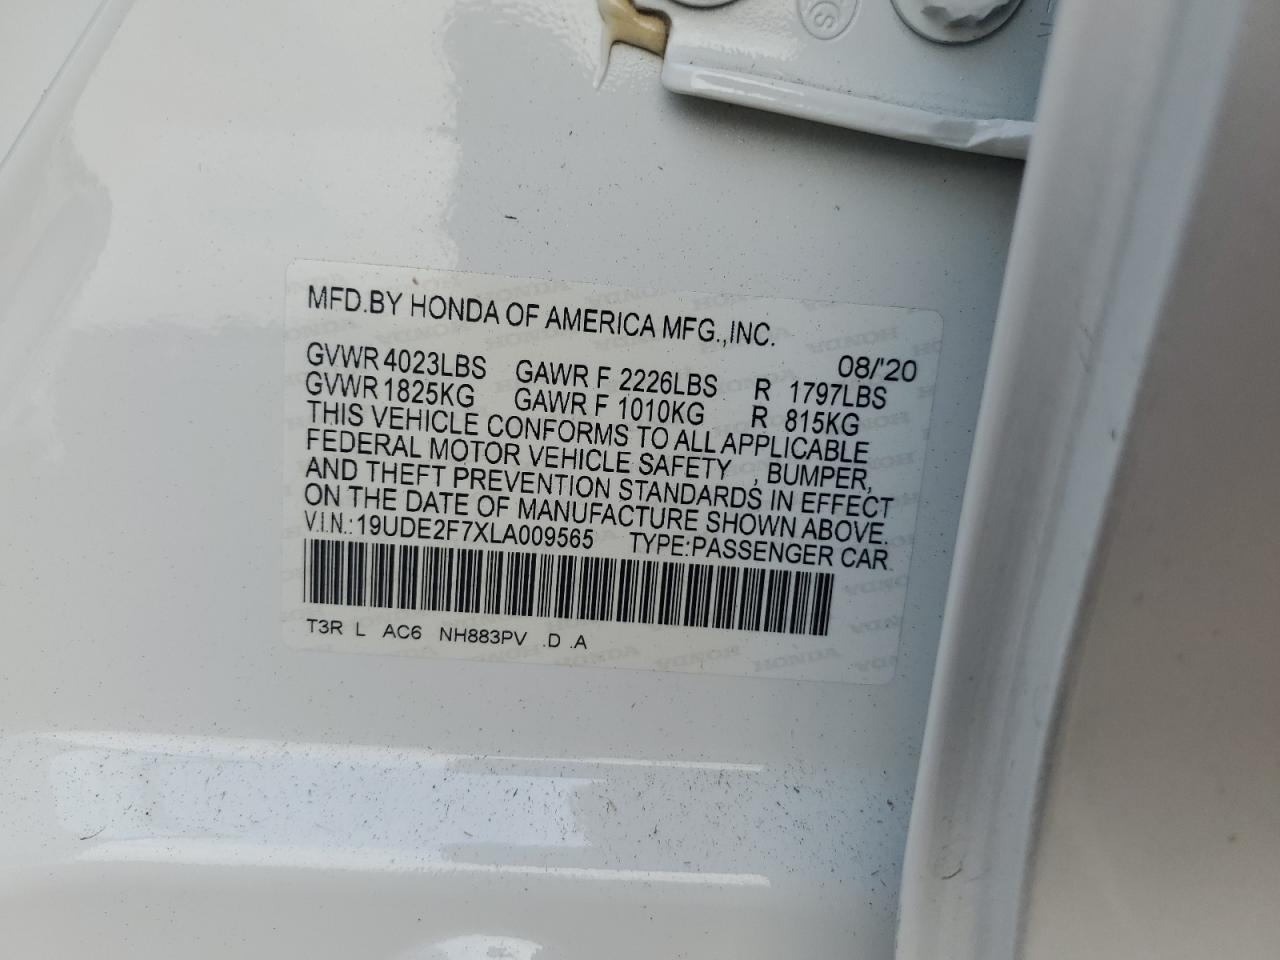 MFD.BY HONDA OF AMERICA MFG.,INC.
08/'20
GVWR 4023LBS GAWR F 2226LBS R 1797LBS
GVWR 1825KG GAWR F 1010KG R 815KG
THIS VEHICLE CONFORMS TO ALL APPLICABLE
FEDERAL MOTOR VEHICLE SAFETY , BUMPER,
AND THEFT PREVENTION STANDARDS IN EFFECT
ON THE DATE OF MANUFACTURE SHOWN ABOVE.
V.I.N.:19UDE2F7XLA009565 TYPE:PASSENGER CAR
T3R L AC6 NH883PV .D .A